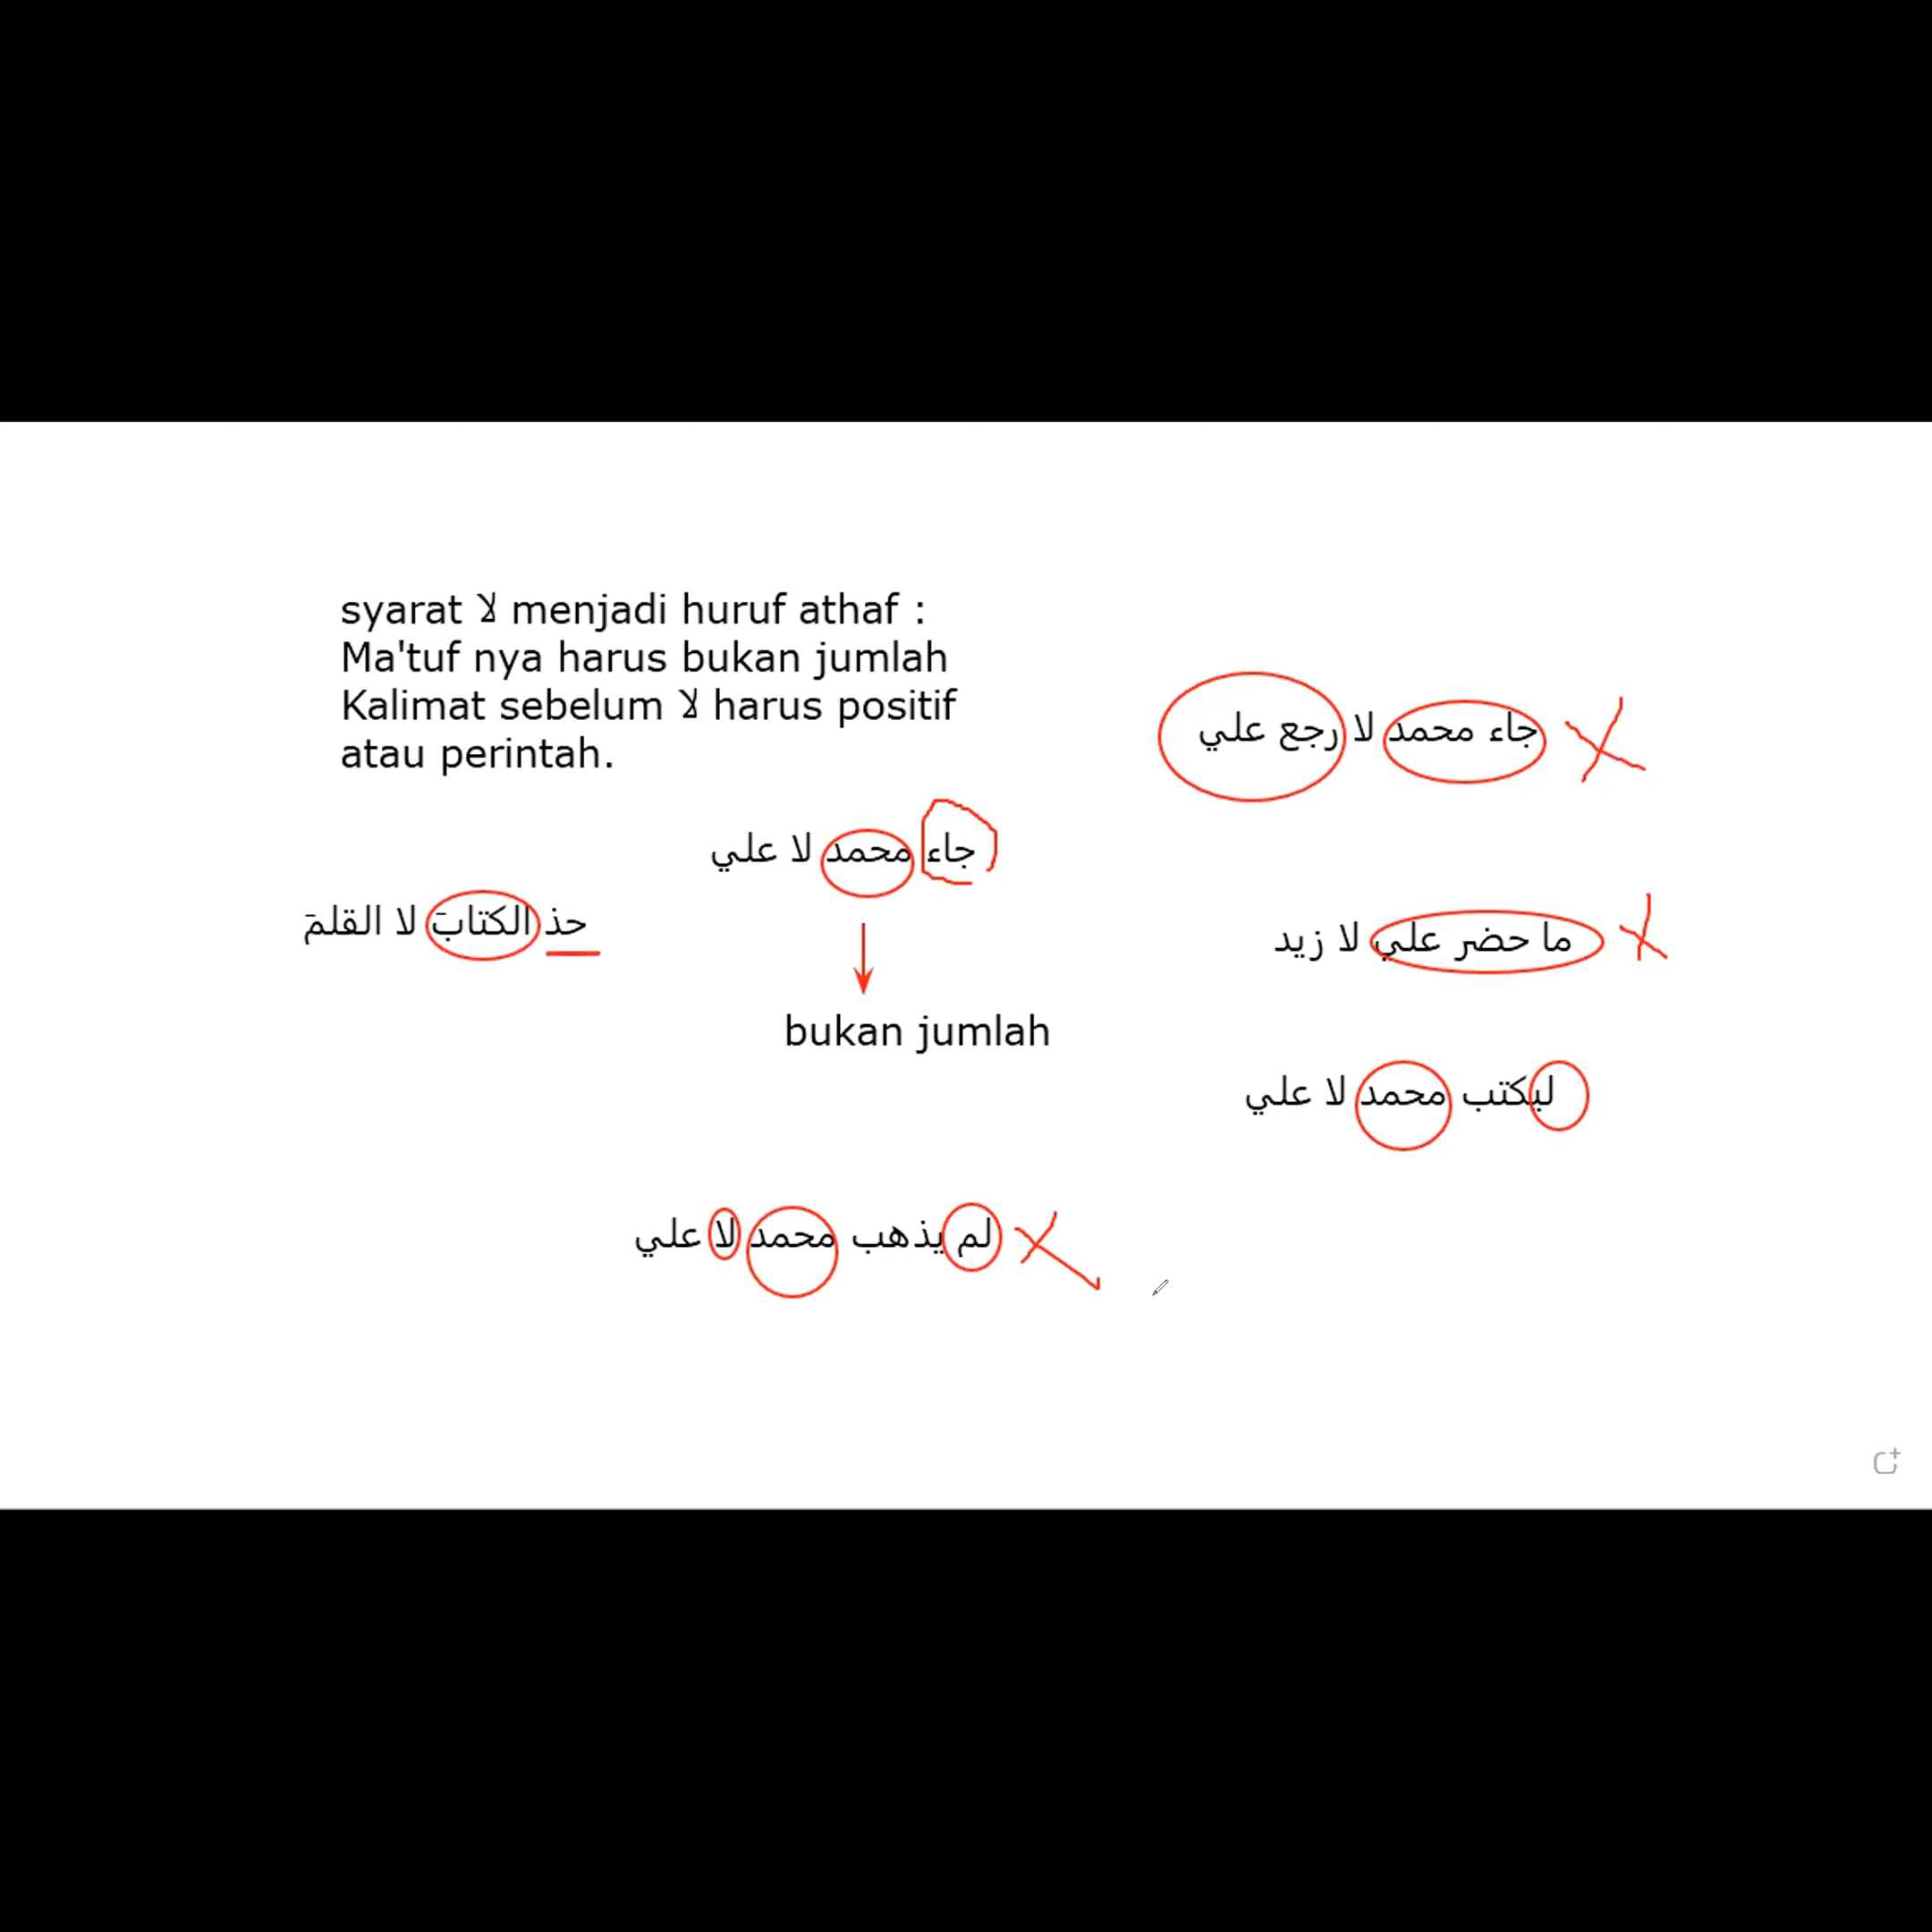 syarat لا menjadi huruf athaf :
Ma'tuf nya harus bukan jumlah
Kalimat sebelum لا harus positif
atau perintah.
جاء محمد لا رجع علي
جاء محمد لا علي
حذ الكتابَ لا القلمَ
ما حضر علي لا زيد
bukan jumlah
ليكتب محمد لا علي
لم يذهب محمد لا علي